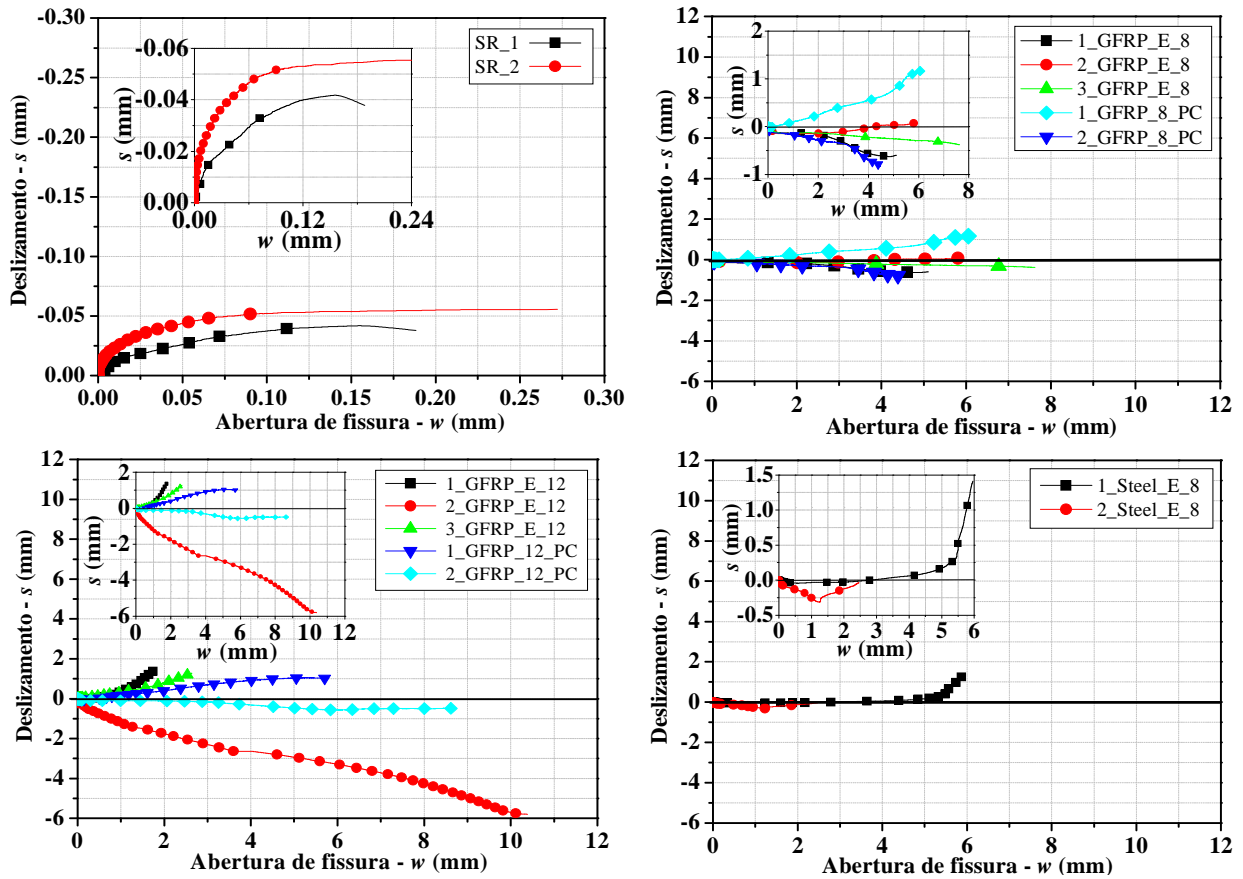 -0.30
-0.25
-0.20
-0.15
-0.10
-0.05
0.00
Deslizamento - s (mm)
0.00 0.05 0.10 0.15 0.20 0.25 0.30
Abertura de fissura - w (mm)
SR_1
SR_2
-0.06
-0.04
-0.02
0.00
s (mm)
0.00 0.12 0.24
w (mm)
12
10
8
6
4
2
0
-2
-4
-6
Deslizamento - s (mm)
0 2 4 6 8 10 12
Abertura de fissura - w (mm)
1_GFRP_E_8
2_GFRP_E_8
3_GFRP_E_8
1_GFRP_8_PC
2_GFRP_8_PC
2
1
0
-1
s (mm)
0 2 4 6 8
w (mm)
12
10
8
6
4
2
0
-2
-4
-6
Deslizamento - s (mm)
0 2 4 6 8 10 12
Abertura de fissura - w (mm)
1_GFRP_E_12
2_GFRP_E_12
3_GFRP_E_12
1_GFRP_12_PC
2_GFRP_12_PC
2
0
-2
-4
-6
s (mm)
0 2 4 6 8 10 12
w (mm)
12
10
8
6
4
2
0
-2
-4
-6
Deslizamento - s (mm)
0 2 4 6 8 10 12
Abertura de fissura - w (mm)
1_Steel_E_8
2_Steel_E_8
1.5
1.0
0.5
0.0
-0.5
s (mm)
0 1 2 3 4 5 6
w (mm)